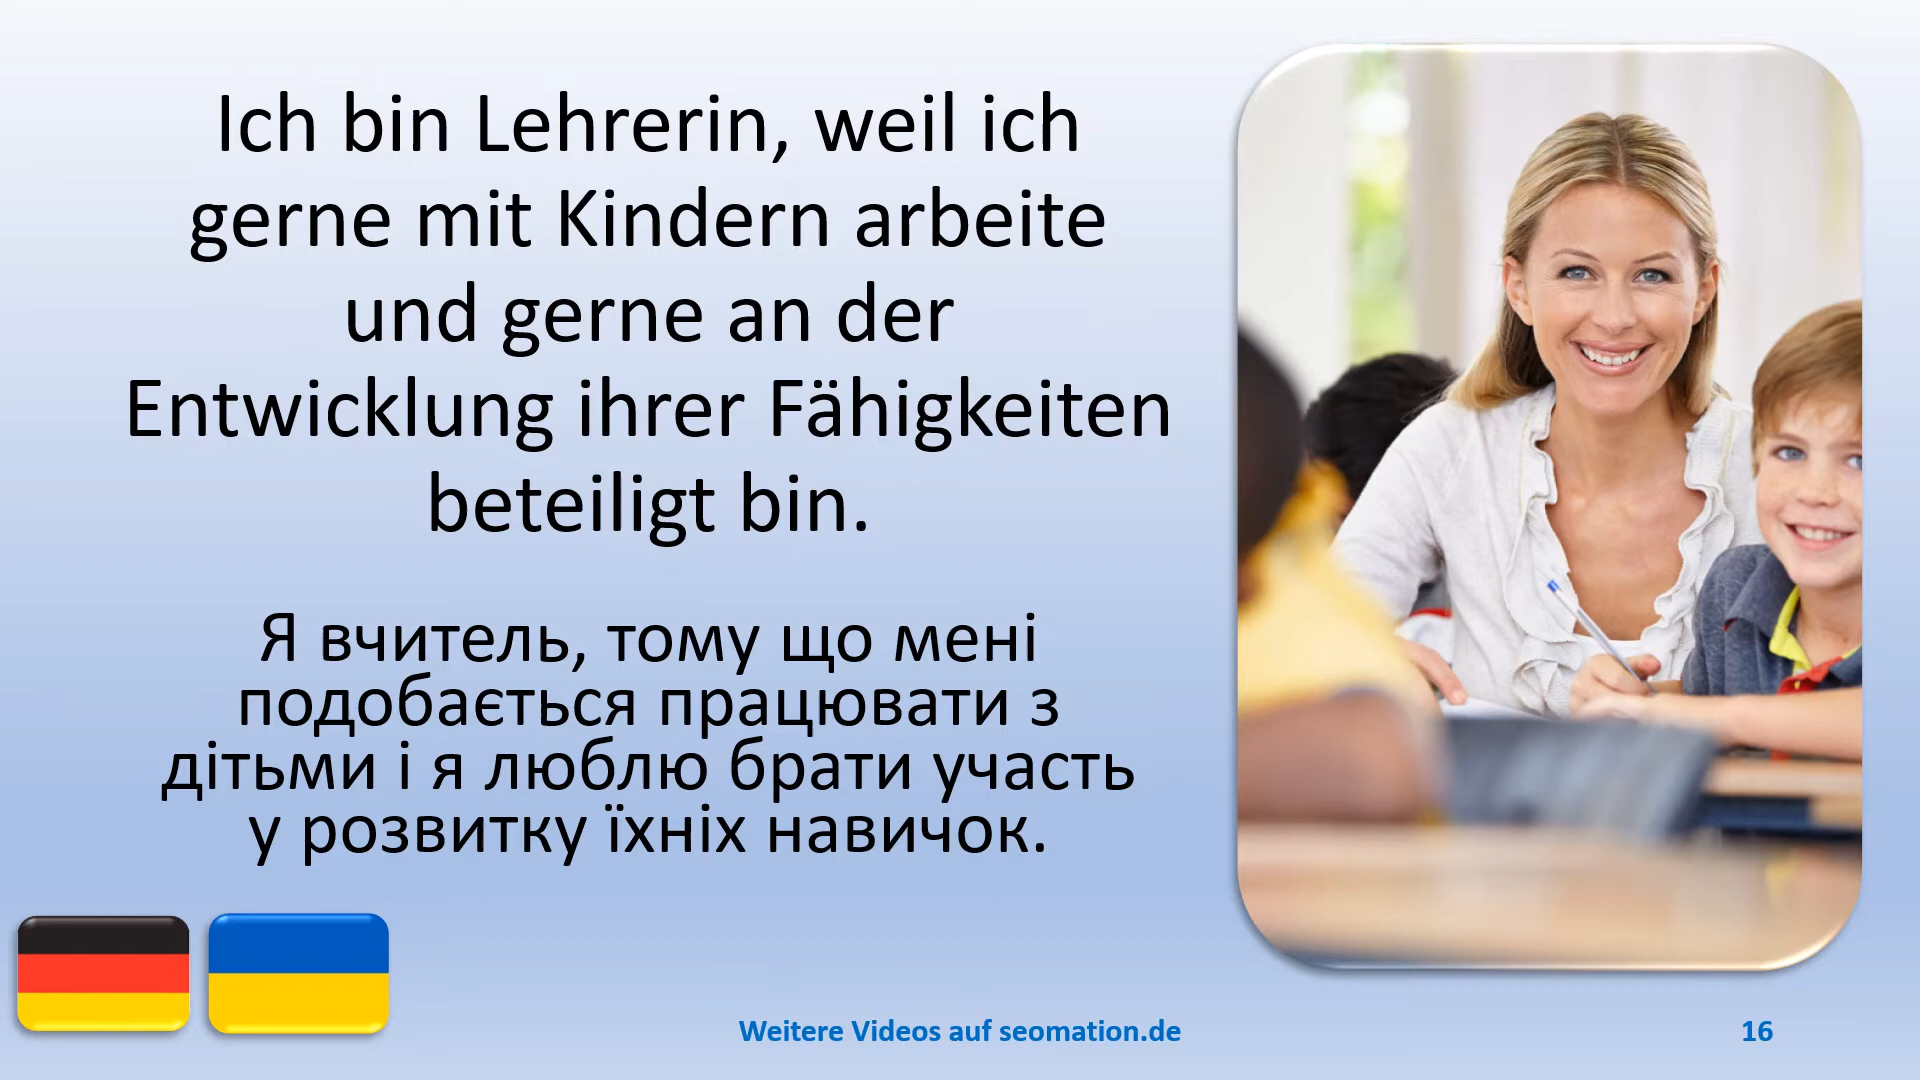 Ich bin Lehrerin, weil ich
gerne mit Kindern arbeite
und gerne an der
Entwicklung ihrer Fähigkeiten
beteiligt bin.
Я вчитель, тому що мені
подобається працювати з
дітьми і я люблю брати участь
у розвитку їхніх навичок.
Weitere Videos auf seomation.de
16